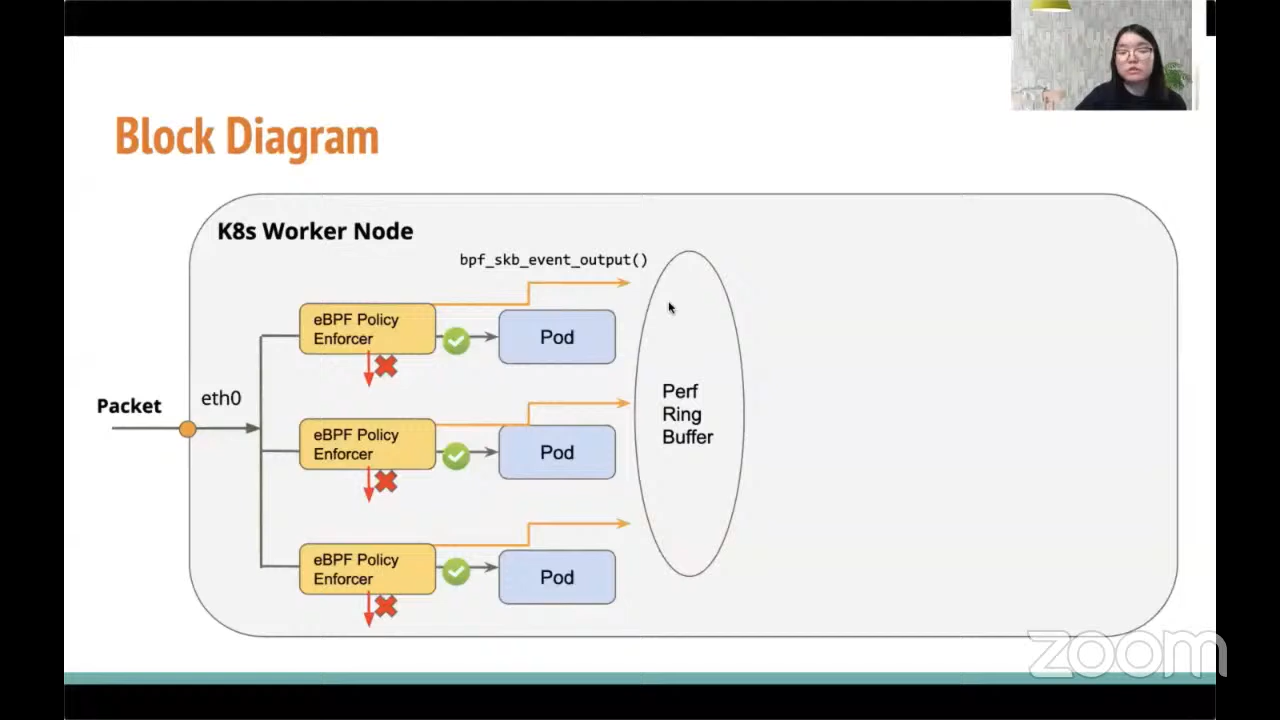 Block Diagram
K8s Worker Node
bpf_skb_event_output()
eBPF Policy
Enforcer
Pod
eth0
Packet
Perf
Ring
Buffer
eBPF Policy
Enforcer
Pod
eBPF Policy
Enforcer
Pod
zoom